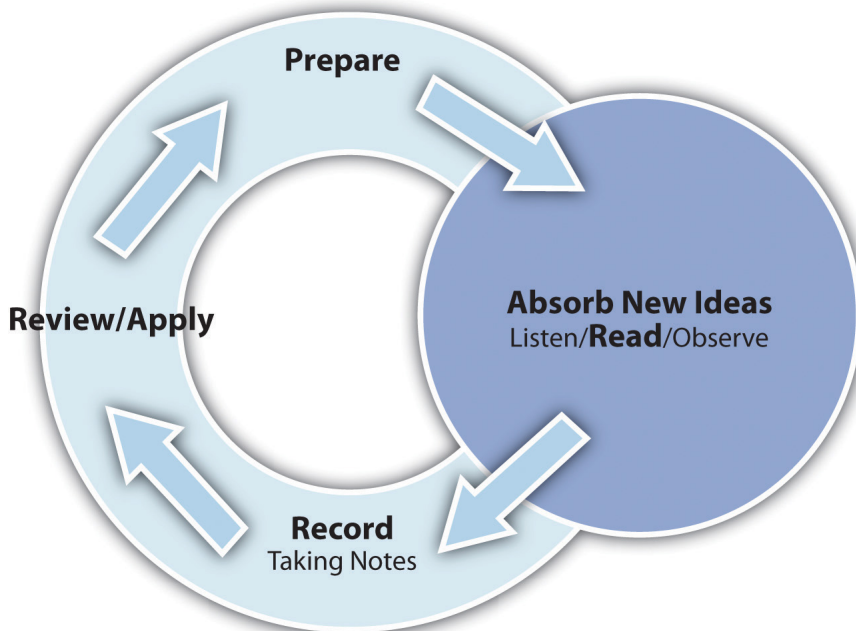 Prepare
Absorb New Ideas
Listen/Read/Observe
Review/Apply
Record
Taking Notes